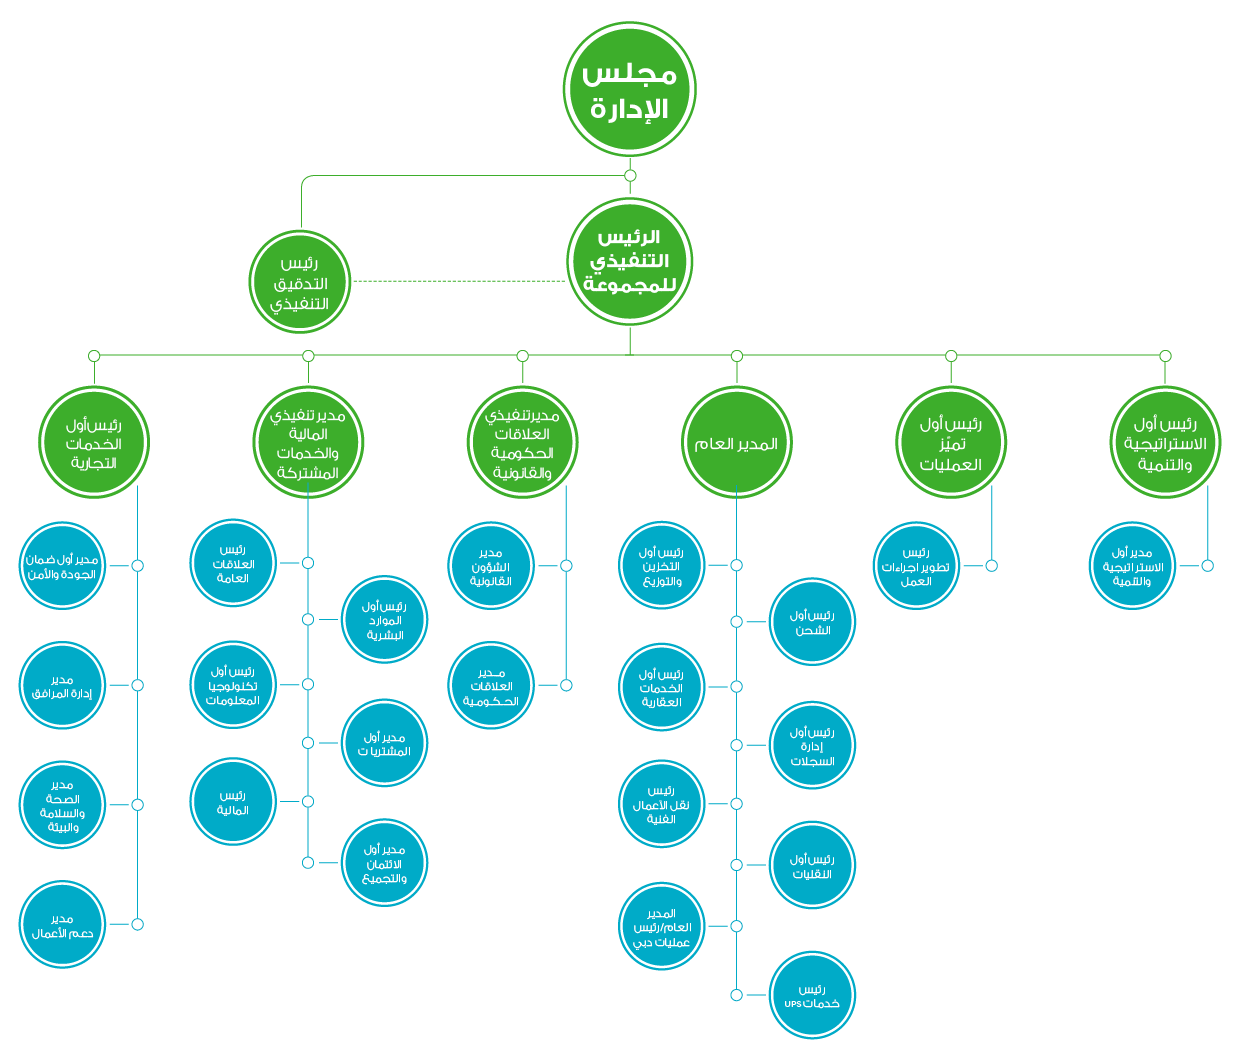 مجلس
الإدارة
الرئيس
التنفيذي
للمجموعة
رئيس
التدقيق
التنفيذي
رئيس أول
الاستراتيجية
والتنمية
رئيس أول
تميّز
العمليات
المدير العام
مدير تنفيذي
العلاقات
الحكومية
والقانونية
مدير تنفيذي
المالية
والخدمات
المشتركة
رئيس أول
الخدمات
التجارية
مدير أول
الاستراتيجية
والتنمية
رئيس
تطوير اجراءات
العمل
رئيس أول
التخزين
والتوزيع
رئيس أول
الشحن
رئيس أول
الخدمات
العقارية
رئيس أول
إدارة
السجلات
رئيس
نقل الأعمال
الفنية
رئيس أول
النقليات
المدير
العام/رئيس
عمليات دبي
رئيس
خدمات UPS
مدير
الشؤون
القانونية
مـدير
العلاقات
الحكومية
رئيس
العلاقات
العامة
رئيس أول
الموارد
البشرية
رئيس أول
تكنولوجيا
المعلومات
مدير أول
المشتريات
رئيس
المالية
مدير أول
الائتمان
والتجميع
مدير أول ضمان
الجودة والأمن
مدير
إدارة المرافق
مدير
الصحة
والسلامة
والبيئة
مدير
دعم الأعمال